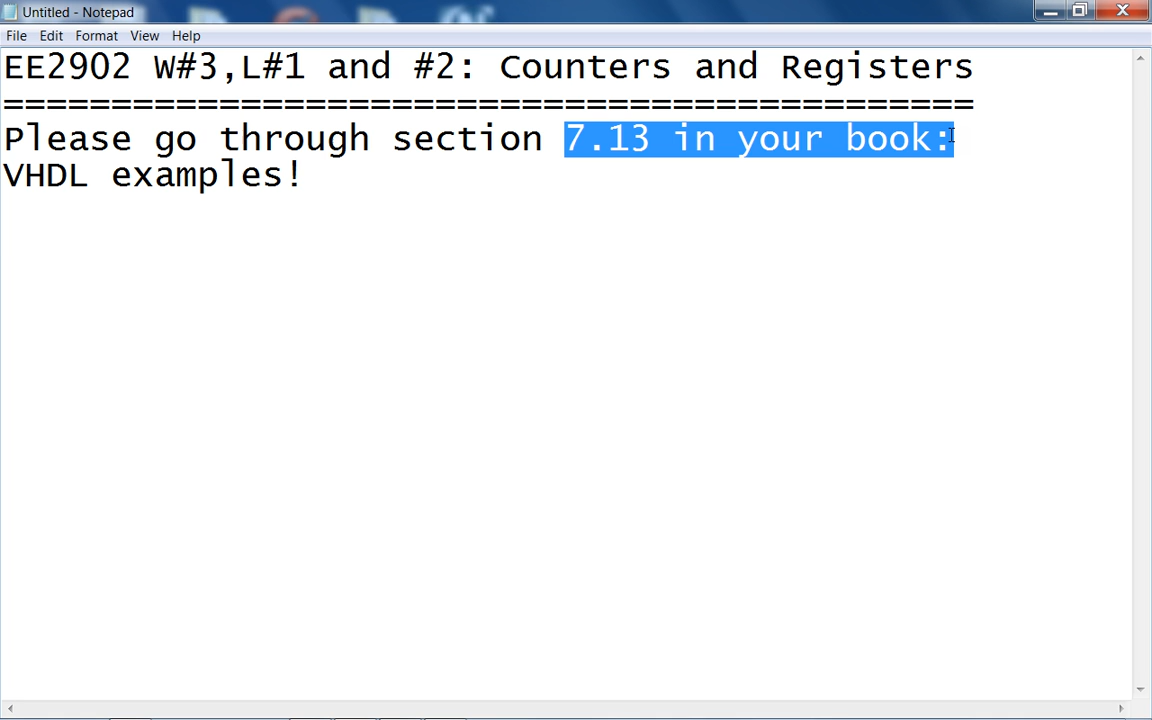 Untitled - Notepad
File Edit Format View Help
EE2902 W#3,L#1 and #2: Counters and Registers
=============================================
Please go through section 7.13 in your book:
VHDL examples!